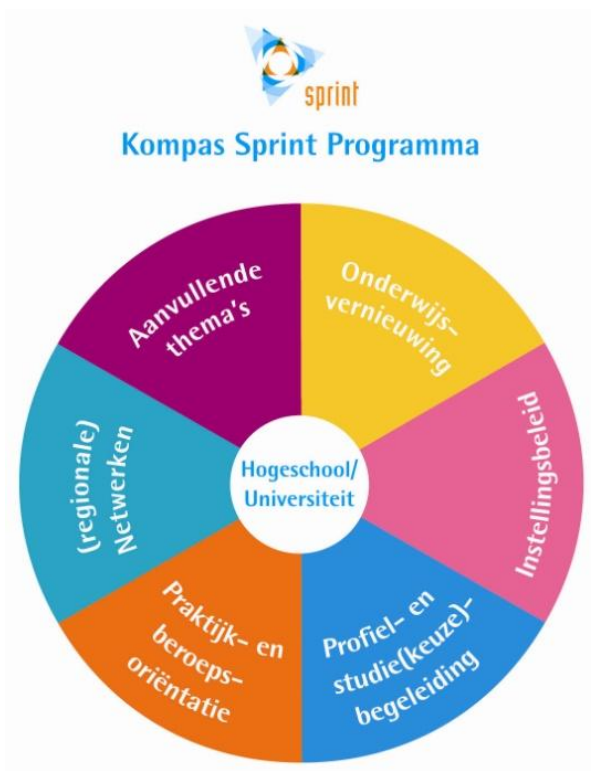 sprint
Kompas Sprint Programma
Aanvullende
thema's
Onderwijs-
vernieuwing
(regionale)
Netwerken
Hogeschool/
Universiteit
Instellingsbeleid
Praktijk- en
beroeps-
oriëntatie
Profiel- en
studie(keuze)-
begeleiding